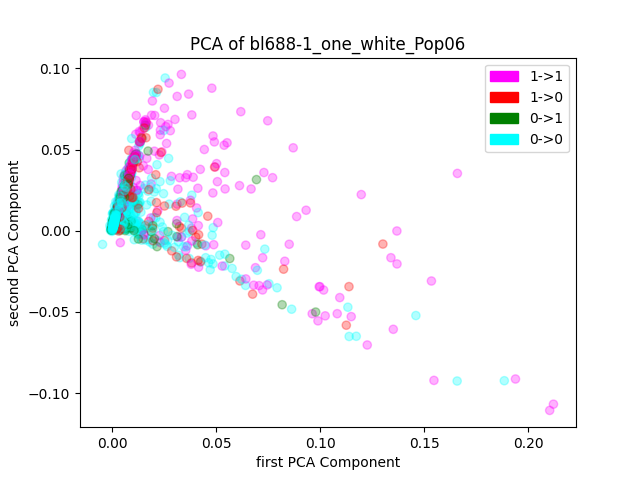 PCA of bl688-1_one_white_Pop06
1->1
1->0
0->1
0->0
second PCA Component
0.10
0.05
0.00
−0.05
−0.10
0.00 0.05 0.10 0.15 0.20
first PCA Component